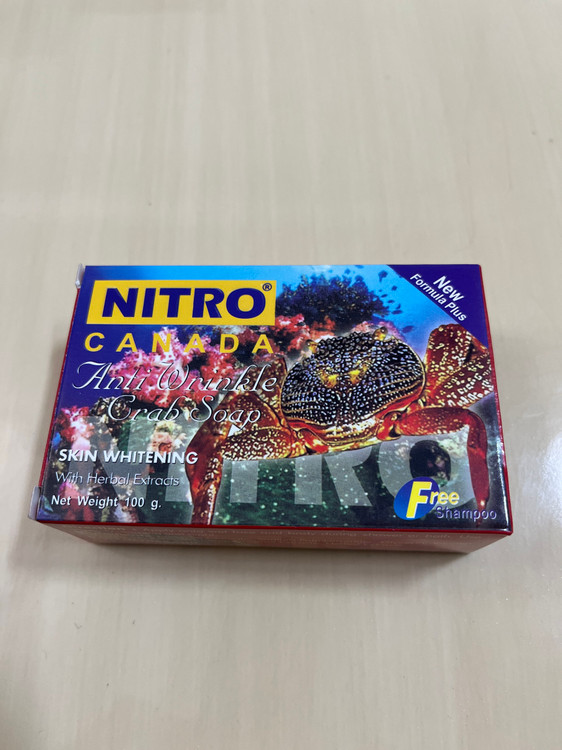 NITRO®
CANADA
Anti Wrinkle
Crab Soap
SKIN WHITENING
With Herbal Extracts
Net Weight 100 g.
New
Formula Plus
NITRO
Free
Shampoo